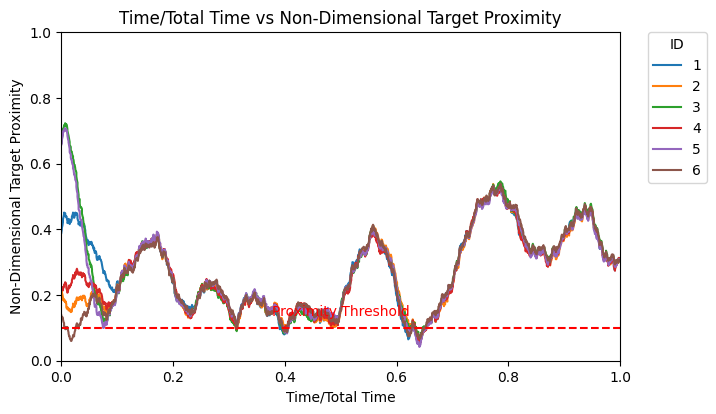 Time/Total Time vs Non-Dimensional Target Proximity
Non-Dimensional Target Proximity
1.0
0.8
0.6
0.4
0.2
0.0
Proximity Threshold
0.0 0.2 0.4 0.6 0.8 1.0
Time/Total Time
ID
1
2
3
4
5
6